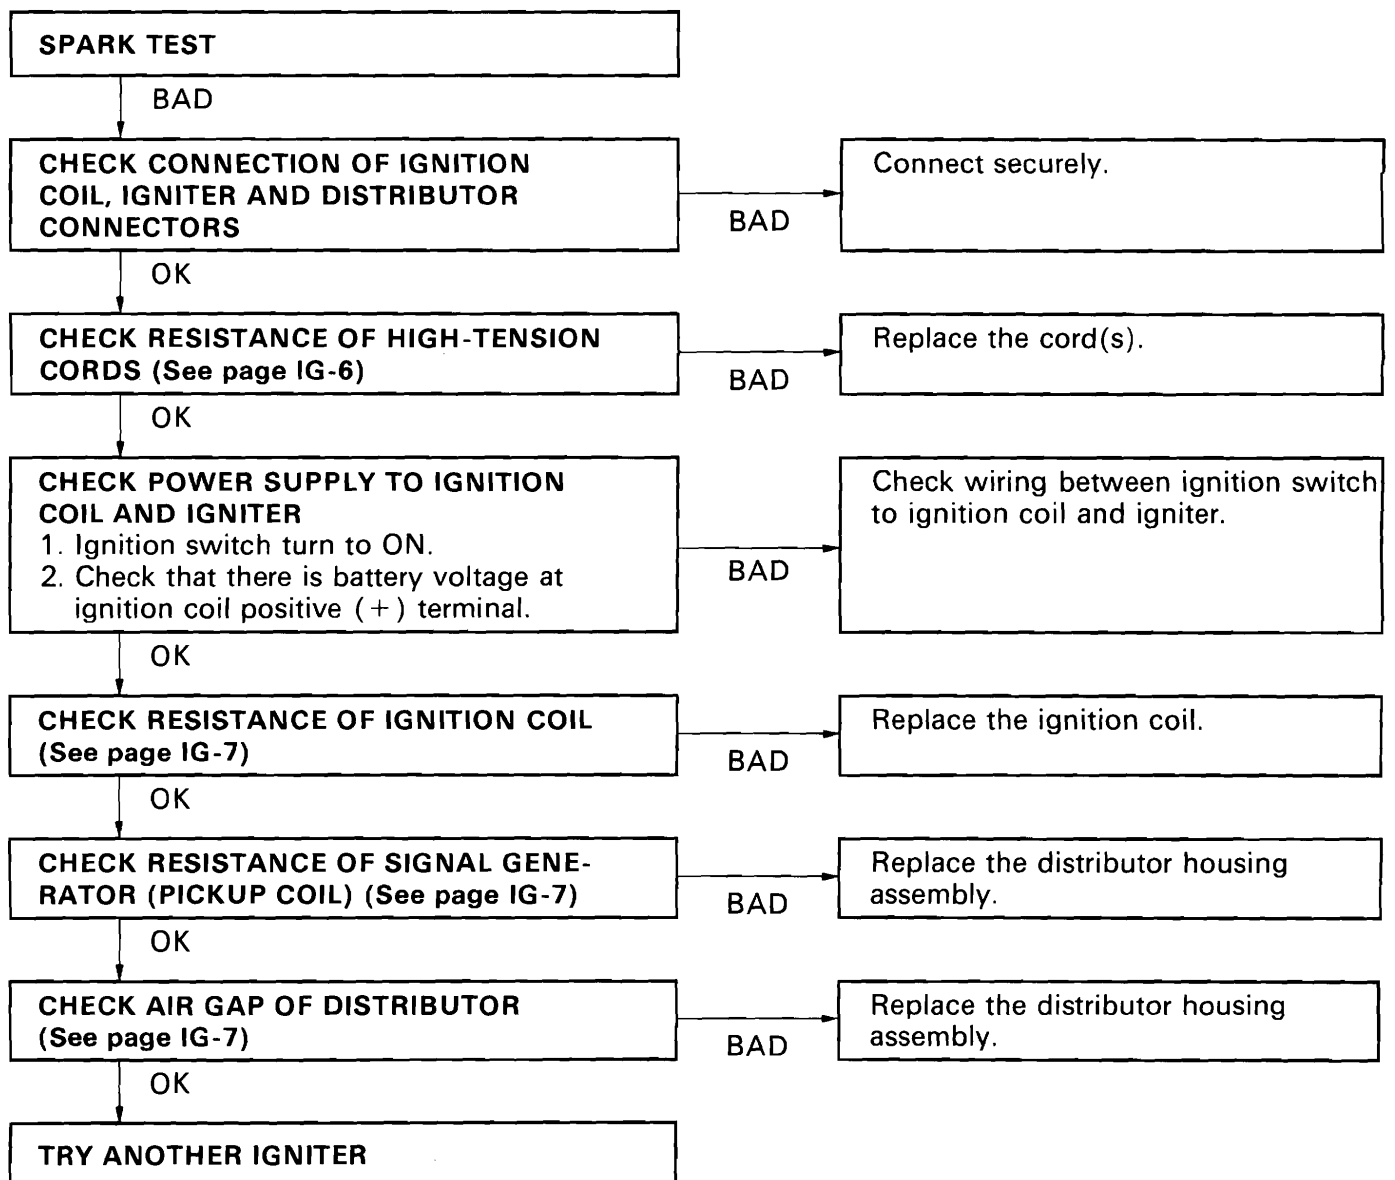 SPARK TEST
BAD
CHECK CONNECTION OF IGNITION
COIL, IGNITER AND DISTRIBUTOR
CONNECTORS
BAD
Connect securely.
OK
CHECK RESISTANCE OF HIGH-TENSION
CORDS (See page IG-6)
BAD
Replace the cord(s).
OK
CHECK POWER SUPPLY TO IGNITION
COIL AND IGNITER
1. Ignition switch turn to ON.
2. Check that there is battery voltage at
ignition coil positive (+) terminal.
BAD
Check wiring between ignition switch
to ignition coil and igniter.
OK
CHECK RESISTANCE OF IGNITION COIL
(See page IG-7)
BAD
Replace the ignition coil.
OK
CHECK RESISTANCE OF SIGNAL GENE-
RATOR (PICKUP COIL) (See page IG-7)
BAD
Replace the distributor housing
assembly.
OK
CHECK AIR GAP OF DISTRIBUTOR
(See page IG-7)
BAD
Replace the distributor housing
assembly.
OK
TRY ANOTHER IGNITER